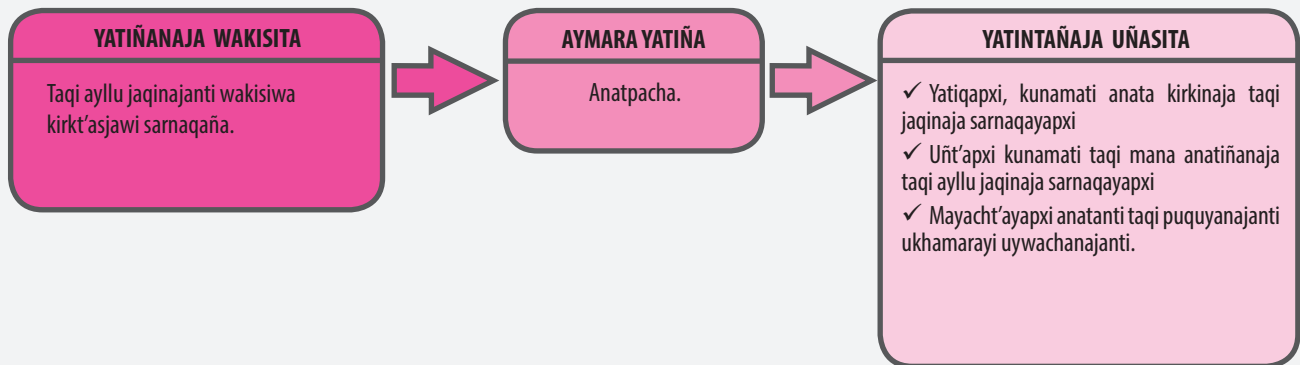 YATIÑANAJA WAKISITA
Taqi ayllu jaqinajanti wakisiwa
kirkt'asjawi sarnaqaña.
AYMARA YATIÑA
Anatpacha.
YATINTAÑAJA UÑASITA
✓ Yatiqapxi, kunamati anata kirkinaja taqi
jaqinaja sarnaqayapxi
✓ Uñt'apxi kunamati taqi mana anatiñanaja
taqi ayllu jaqinaja sarnaqayapxi
✓ Mayacht'ayapxi anatanti taqi puquyanajanti
ukhamarayi uywachanajanti.